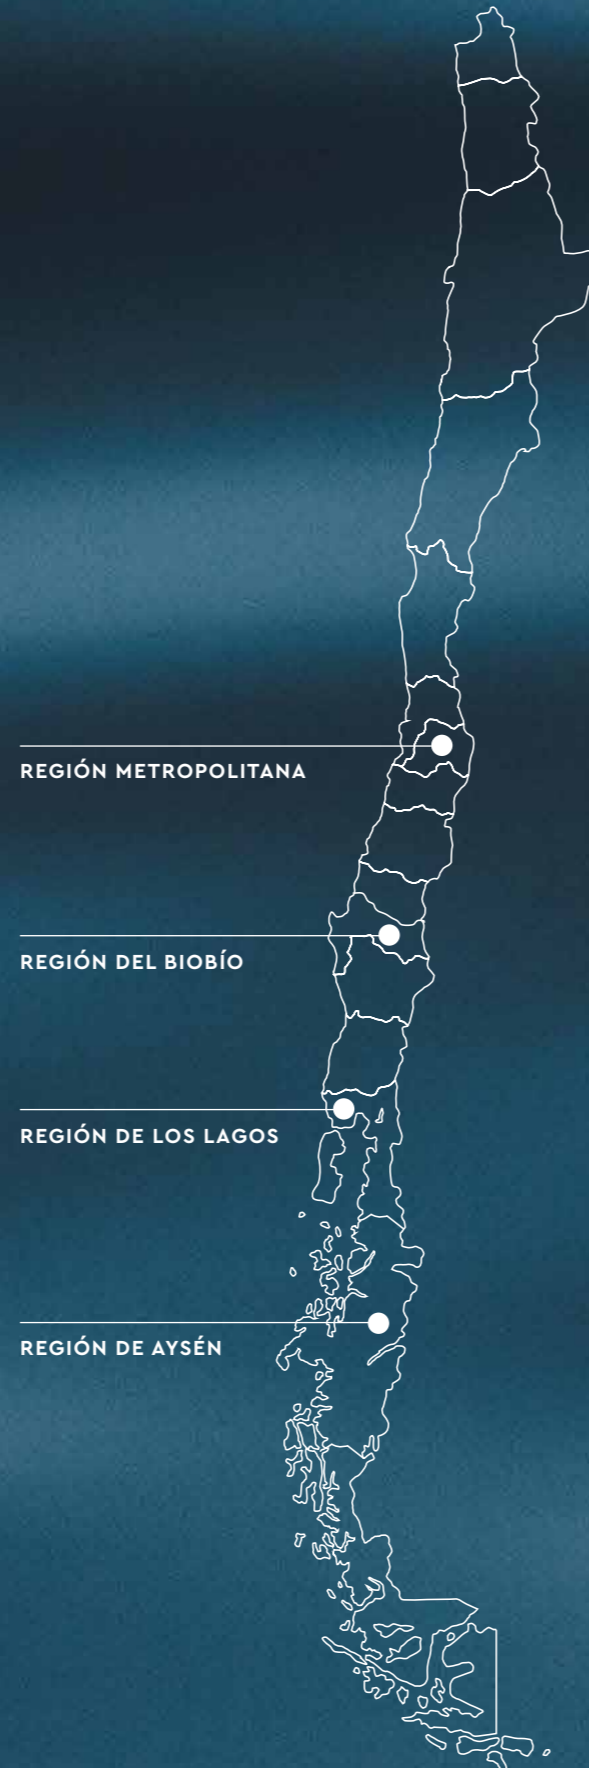 REGIÓN METROPOLITANA
REGIÓN DEL BIOBÍO
REGIÓN DE LOS LAGOS
REGIÓN DE AYSÉN